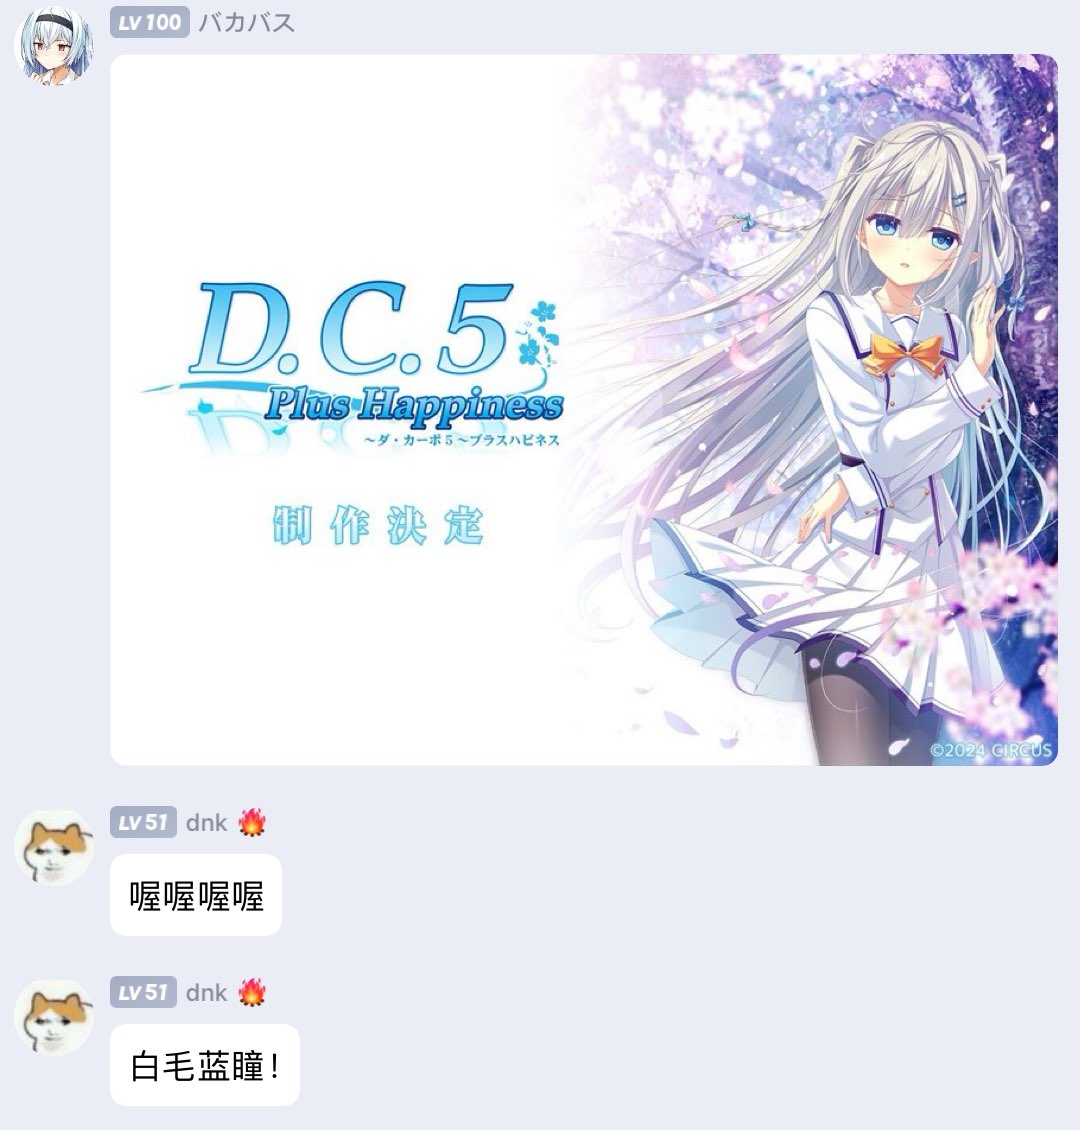 LV 100 バカバス
D.C.5
Plus Happiness
～ダ・カーポ5～プラスハピネス
制作決定
©2024 CIRCUS
LV 51 dnk 🔥
喔喔喔喔
LV 51 dnk 🔥
白毛蓝瞳！